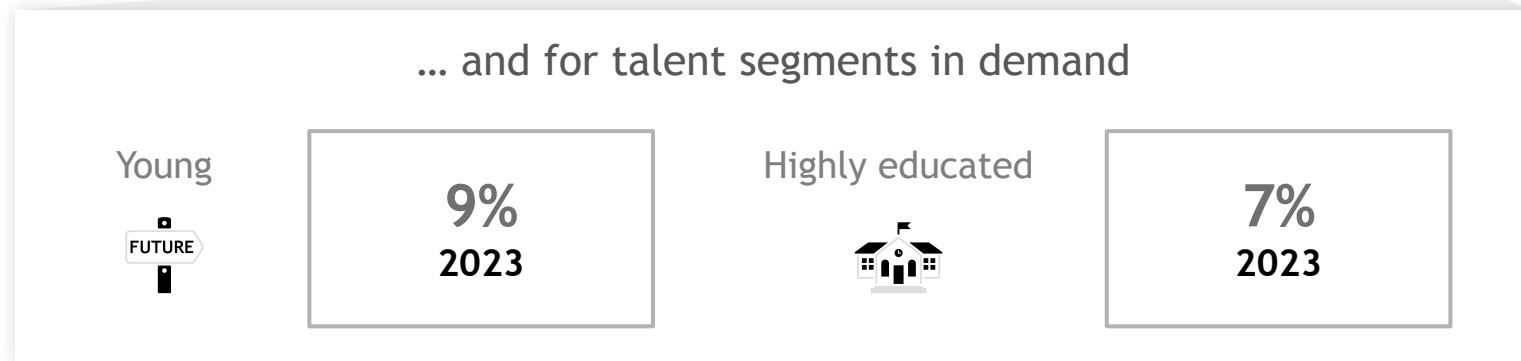 … and for talent segments in demand
Young
FUTURE
9%
2023
Highly educated
7%
2023